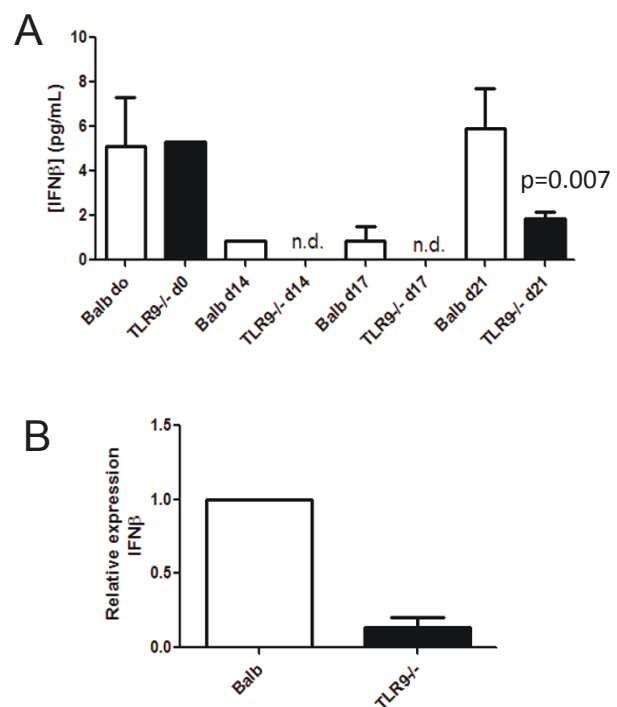 A
[IFNβ] (pg/mL)
10
8
6
4
2
0
p=0.007
n.d.
n.d.
Balb do
TLR9-/- d0
Balb d14
TLR9-/- d14
Balb d17
TLR9-/- d17
Balb d21
TLR9-/- d21
B
Relative expression
IFNβ
1.5
1.0
0.5
0.0
Balb
TLR9-/-